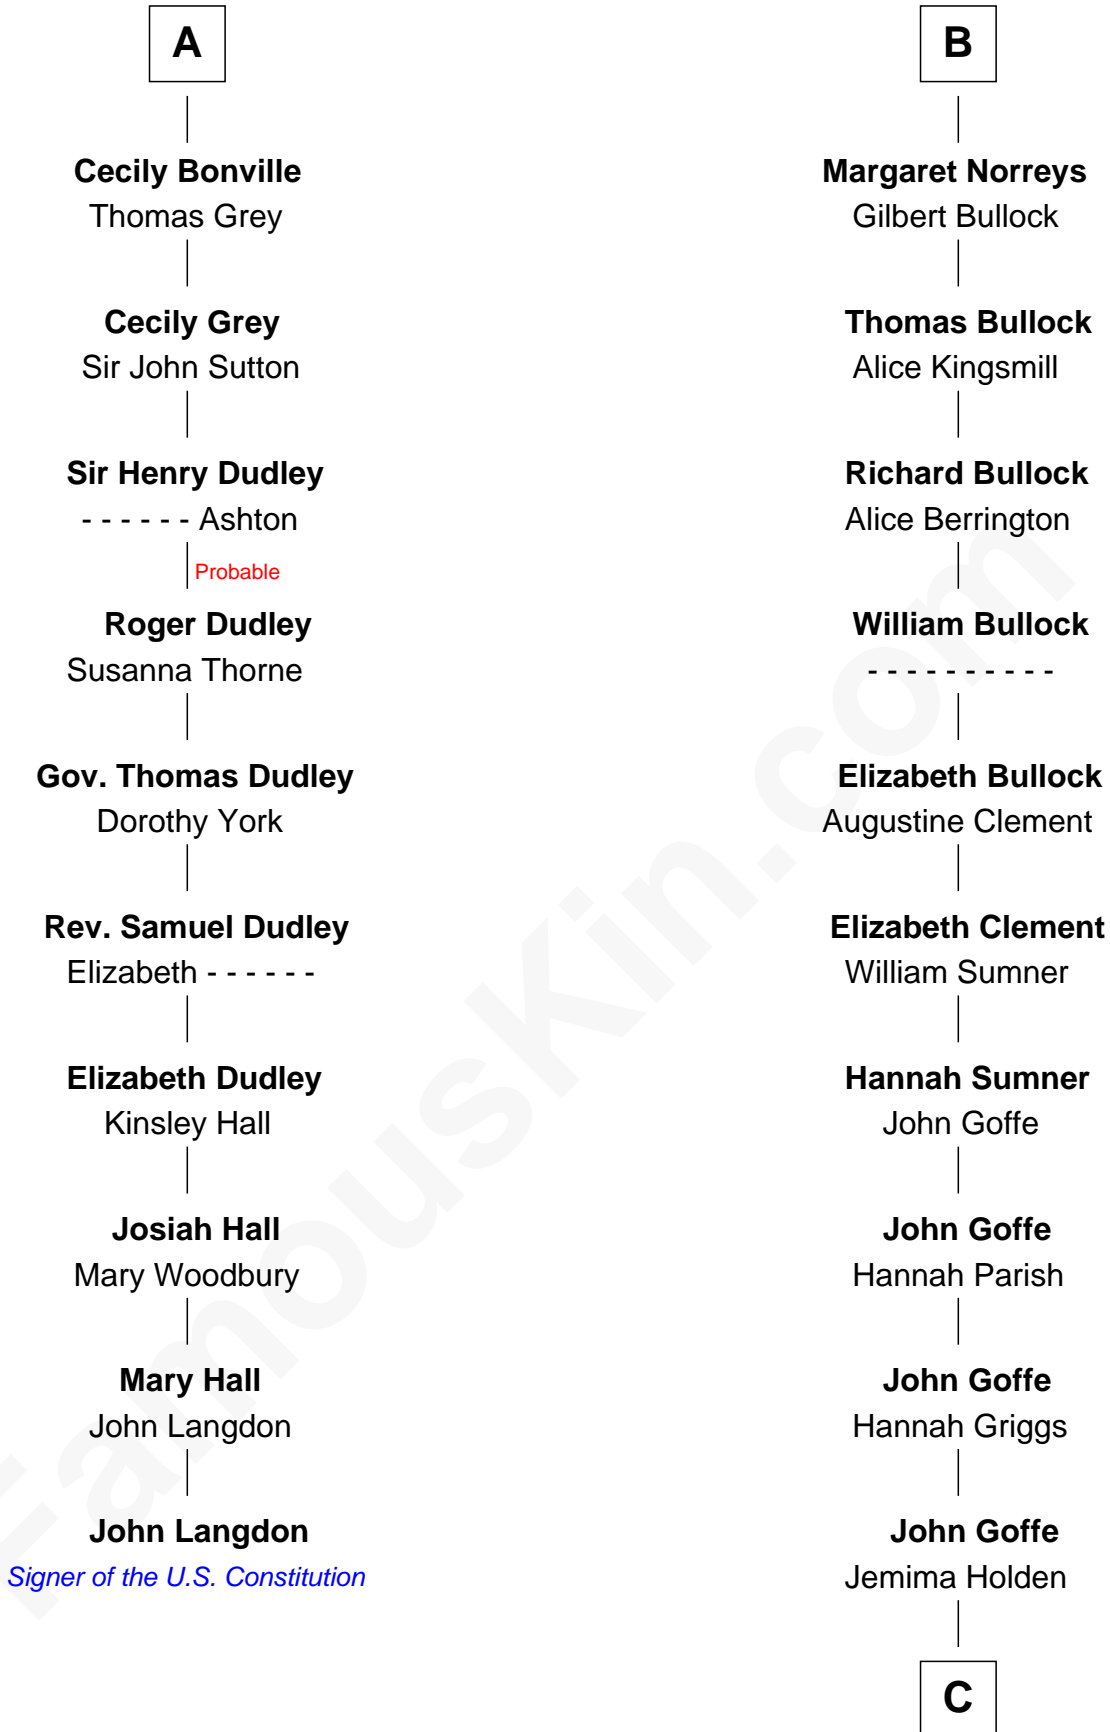 A
Cecily Bonville
Thomas Grey
Cecily Grey
Sir John Sutton
Sir Henry Dudley
- - - - - - Ashton
Probable
Roger Dudley
Susanna Thorne
Gov. Thomas Dudley
Dorothy York
Rev. Samuel Dudley
Elizabeth - - - - - -
Elizabeth Dudley
Kinsley Hall
Josiah Hall
Mary Woodbury
Mary Hall
John Langdon
John Langdon
Signer of the U.S. Constitution
B
Margaret Norreys
Gilbert Bullock
Thomas Bullock
Alice Kingsmill
Richard Bullock
Alice Berrington
William Bullock
- - - - - - - - - -
Elizabeth Bullock
Augustine Clement
Elizabeth Clement
William Sumner
Hannah Sumner
John Goffe
John Goffe
Hannah Parish
John Goffe
Hannah Griggs
John Goffe
Jemima Holden
C
FamousKin.com